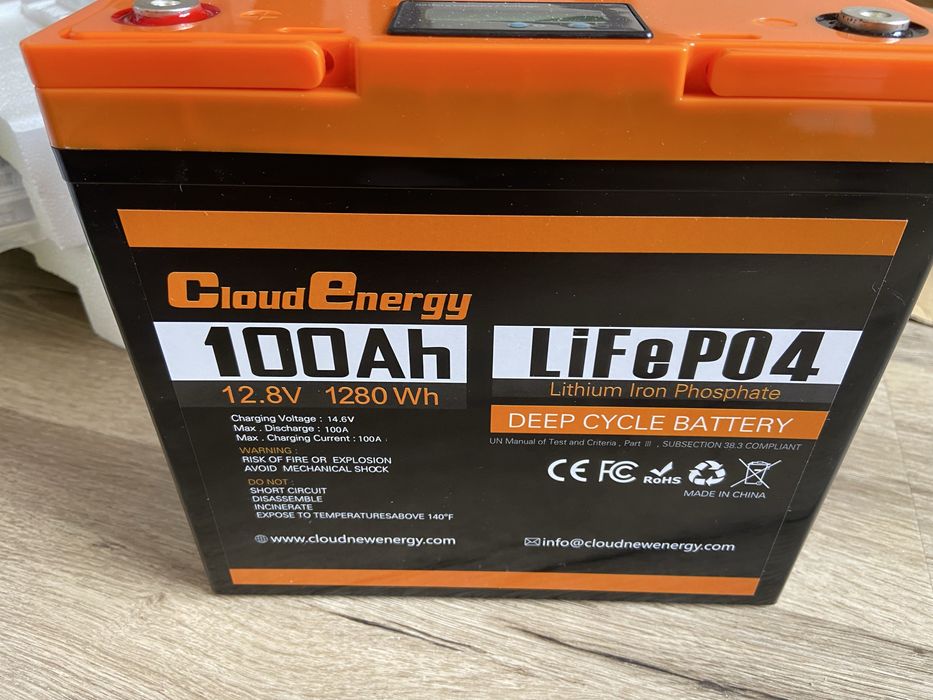 CloudEnergy
100Ah
12.8V 1280 Wh
Charging Voltage : 14.6V
Max . Discharge : 100A
Max . Charging Current : 100A .
WARNING :
RISK OF FIRE OR EXPLOSION
AVOID MECHANICAL SHOCK
DO NOT :
SHORT CIRCUIT
DISASSEMBLE
INCINERATE
EXPOSE TO TEMPERATURESABOVE 140°F
www.cloudnewenergy.com
LiFePO4
Lithium Iron Phosphate
DEEP CYCLE BATTERY
UN Manual of Test and Criteria , Part III , SUBSECTION 38.3 COMPLIANT
CE FC RoHS
MADE IN CHINA
info@cloudnewenergy.com